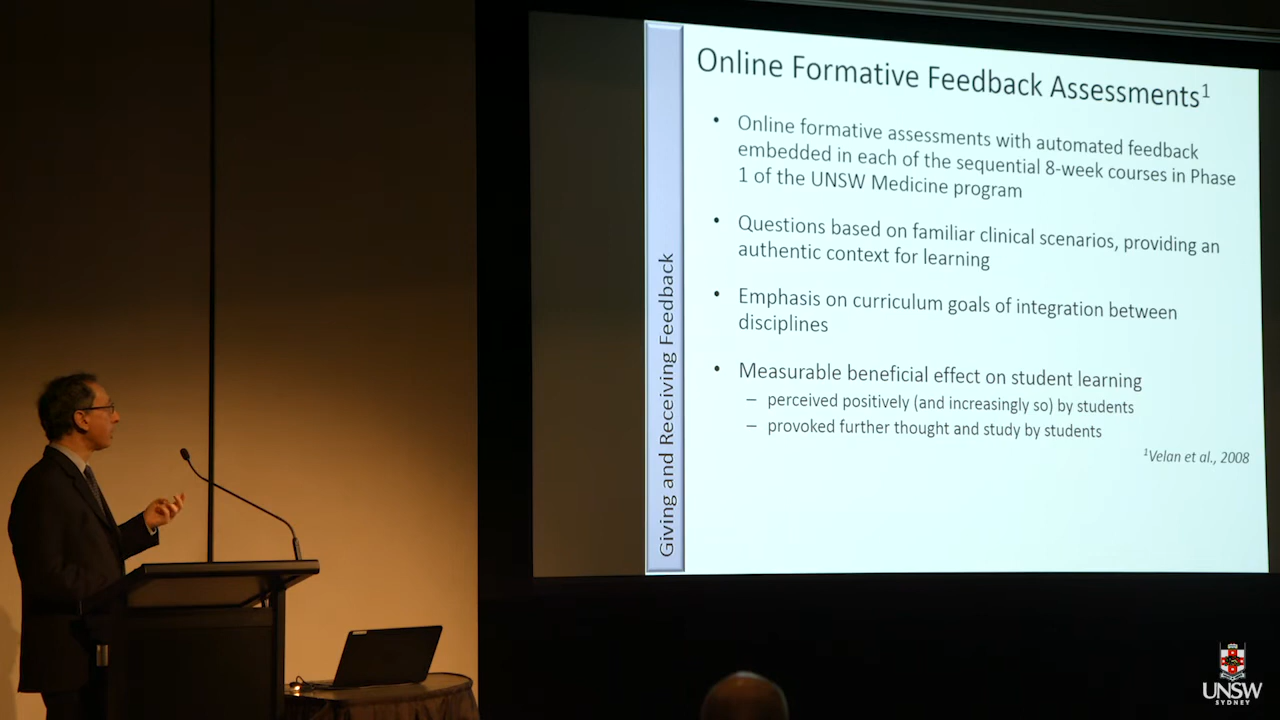 Online Formative Feedback Assessments1
• Online formative assessments with automated feedback
embedded in each of the sequential 8-week courses in Phase
1 of the UNSW Medicine program
• Questions based on familiar clinical scenarios, providing an
authentic context for learning
• Emphasis on curriculum goals of integration between
disciplines
• Measurable beneficial effect on student learning
– perceived positively (and increasingly so) by students
– provoked further thought and study by students
1Velan et al., 2008
Giving and Receiving Feedback
UNSW
SYDNEY